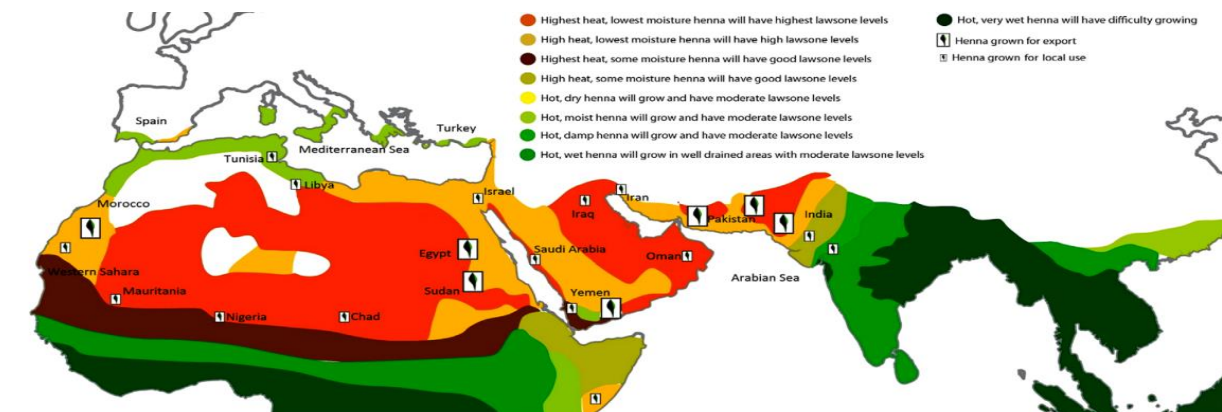 Highest heat, lowest moisture henna will have highest lawsone levels
High heat, lowest moisture henna will have high lawsone levels
Highest heat, some moisture henna will have good lawsone levels
High heat, some moisture henna will have good lawsone levels
Hot, dry henna will grow and have moderate lawsone levels
Hot, moist henna will grow and have moderate lawsone levels
Hot, damp henna will grow and have moderate lawsone levels
Hot, wet henna will grow in well drained areas with moderate lawsone levels
Hot, very wet henna will have difficulty growing
Henna grown for export
Henna grown for local use
Spain
Turkey
Mediterranean Sea
Tunisia
Libya
Israel
Iran
Morocco
Iraq
Pakistan
India
Egypt
Saudi Arabia
Oman
Western Sahara
Arabian Sea
Mauritania
Sudan
Yemen
Nigeria
Chad